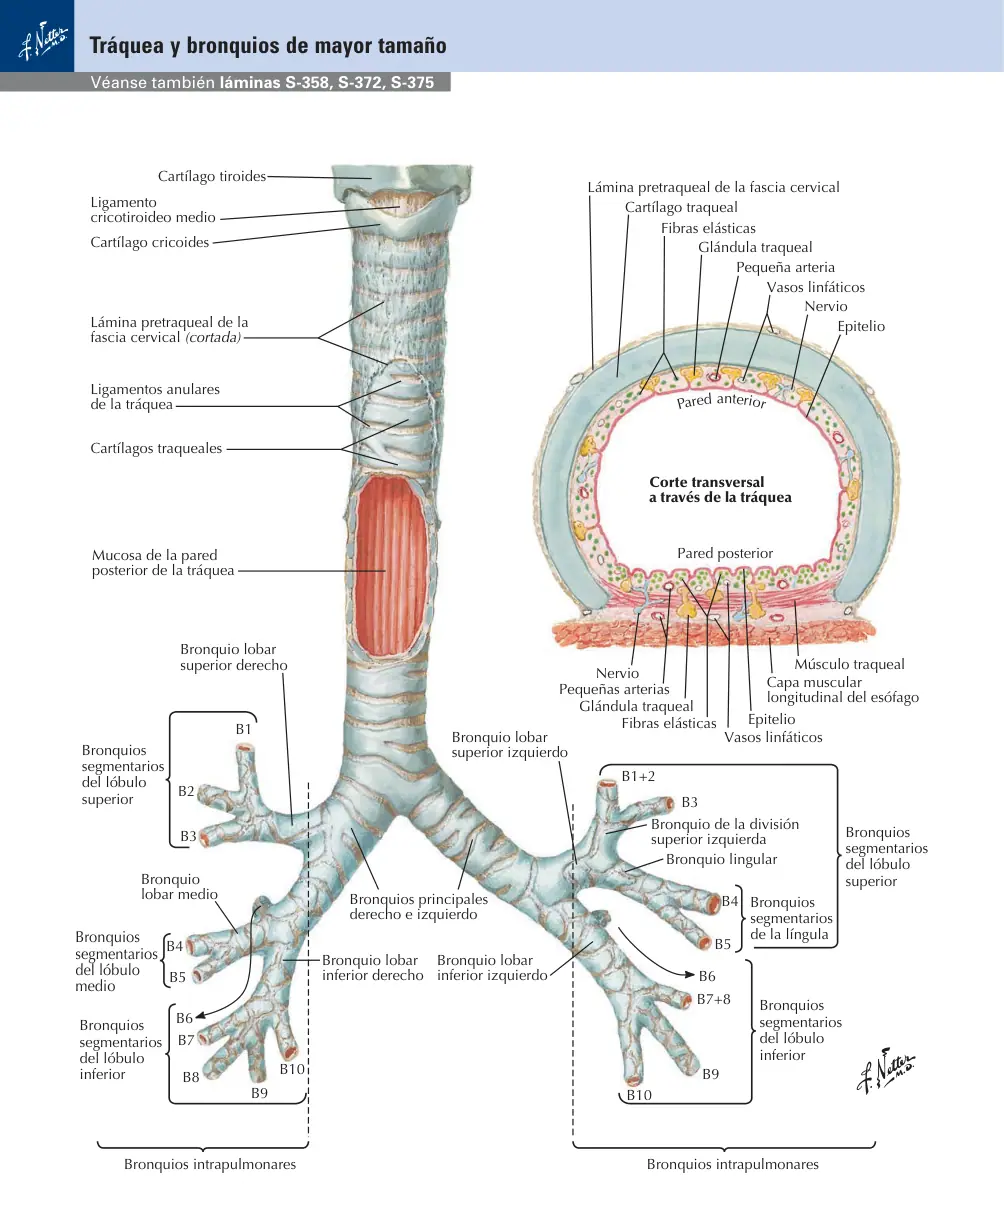 F. Netter M.D.
Tráquea y bronquios de mayor tamaño
Véanse también láminas S-358, S-372, S-375
Cartílago tiroides
Ligamento
cricotiroideo medio
Cartílago cricoides
Lámina pretraqueal de la
fascia cervical (cortada)
Ligamentos anulares
de la tráquea
Cartílagos traqueales
Mucosa de la pared
posterior de la tráquea
Lámina pretraqueal de la fascia cervical
Cartílago traqueal
Fibras elásticas
Glándula traqueal
Pequeña arteria
Vasos linfáticos
Nervio
Epitelio
Pared anterior
Corte transversal
a través de la tráquea
Pared posterior
Músculo traqueal
Capa muscular
longitudinal del esófago
Nervio
Pequeñas arterias
Glándula traqueal
Fibras elásticas
Epitelio
Vasos linfáticos
Bronquio lobar
superior derecho
B1
Bronquios
segmentarios
del lóbulo
superior
B2
B3
Bronquio
lobar medio
Bronquios
segmentarios
del lóbulo
medio
B4
B5
Bronquios
segmentarios
del lóbulo
inferior
B6
B7
B8
B9
B10
Bronquios principales
derecho e izquierdo
Bronquio lobar
inferior derecho
Bronquio lobar
inferior izquierdo
Bronquio lobar
superior izquierdo
B1+2
B3
Bronquio de la división
superior izquierda
Bronquio lingular
Bronquios
segmentarios
del lóbulo
superior
B4
Bronquios
segmentarios
de la língula
B5
B6
B7+8
Bronquios
segmentarios
del lóbulo
inferior
B9
B10
F. Netter M.D.
Bronquios intrapulmonares
Bronquios intrapulmonares